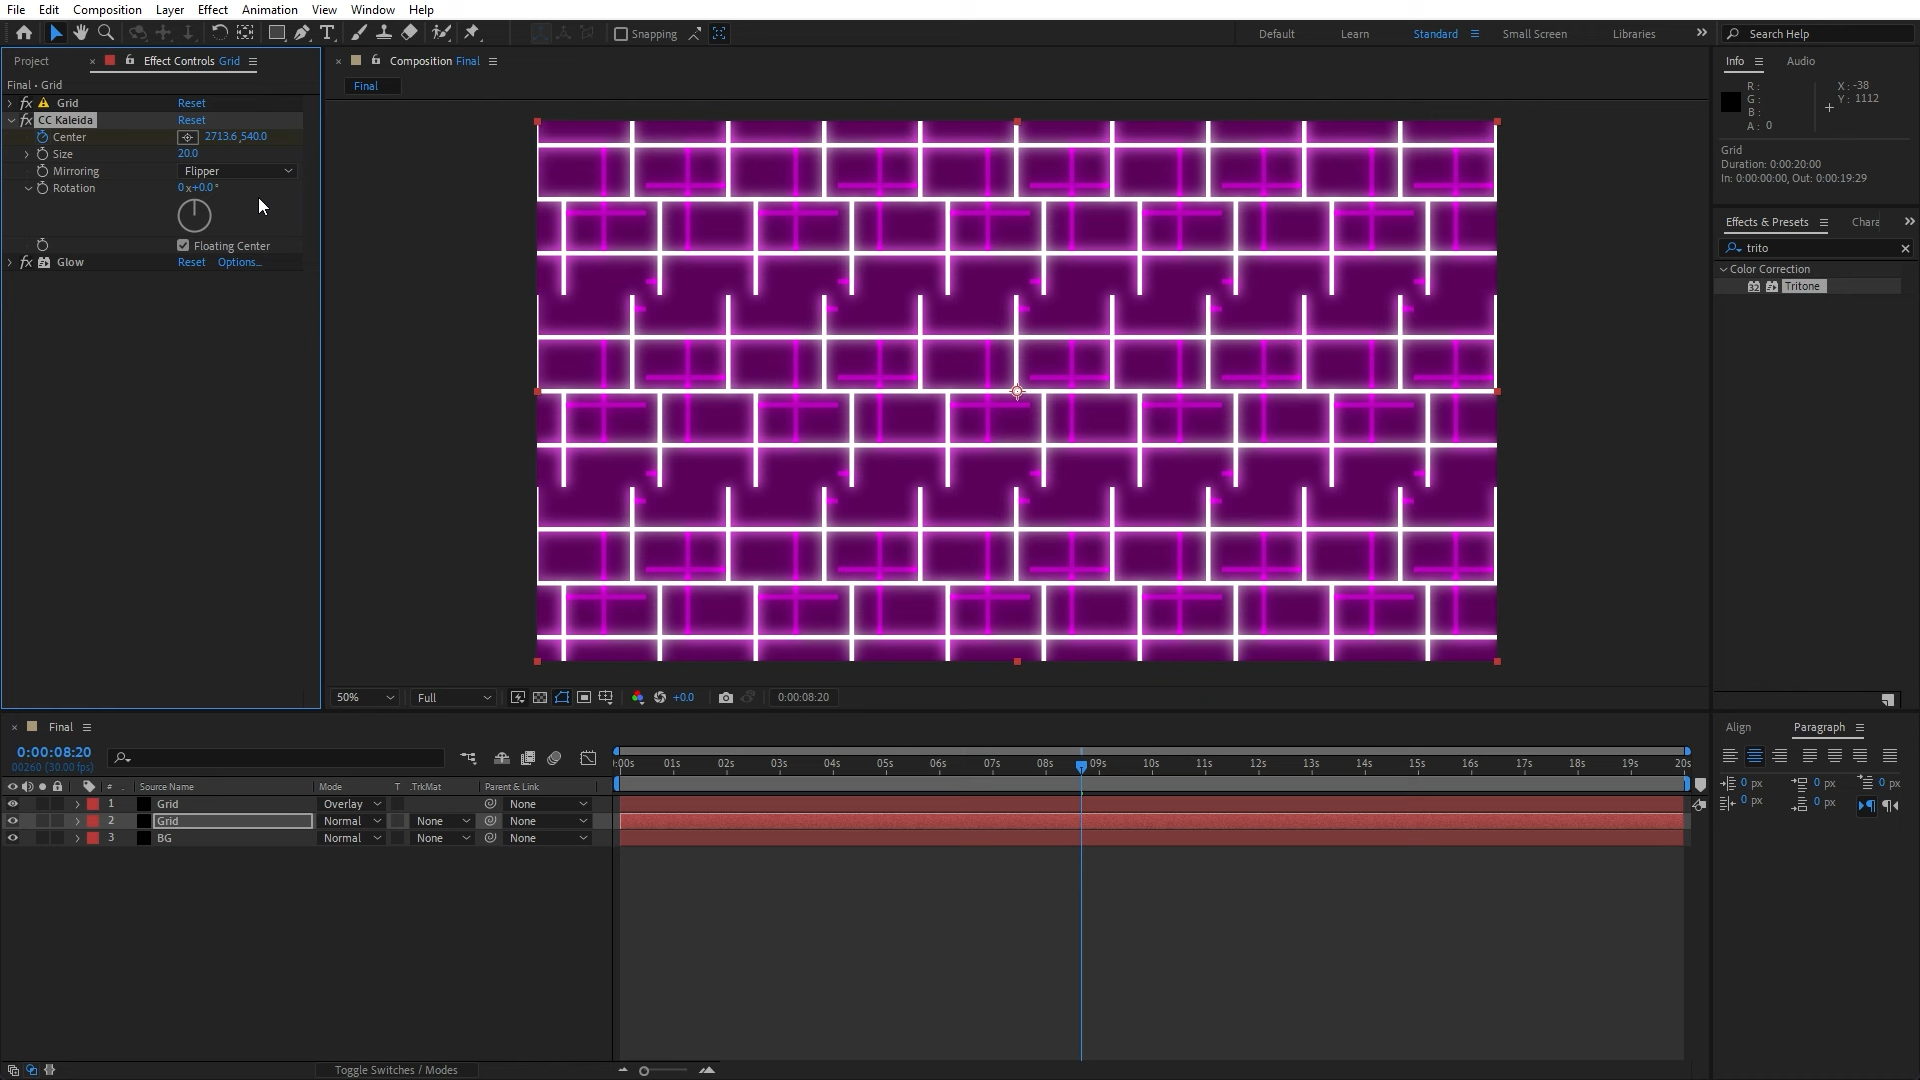 File Edit Composition Layer Effect Animation View Window Help
Snapping Default Learn Standard Small Screen Libraries Search Help
Project Effect Controls Grid
Final • Grid
Grid Reset
CC Kaleida Reset
Center 2713.6,540.0
Size 20.0
Mirroring Flipper
Rotation 0x+0.0°
Floating Center
Glow Reset Options...
Composition Final
Final
50% Full +0.0 0:00:08:20
Info Audio
R: X: -38
G: Y: 1112
B:
A: 0
Grid
Duration: 0:00:20:00
In: 0:00:00:00, Out: 0:00:19:29
Effects & Presets Chara
trito
Color Correction
32 Tritone
Final
0:00:08:20
00260 (30.00 fps)
:00s 01s 02s 03s 04s 05s 06s 07s 08s 09s 10s 11s 12s 13s 14s 15s 16s 17s 18s 19s 20s
# Source Name Mode T .TrkMat Parent & Link
1 Grid Overlay None
2 Grid Normal None None
3 BG Normal None None
Toggle Switches / Modes
Align Paragraph
0 px 0 px 0 px
0 px 0 px